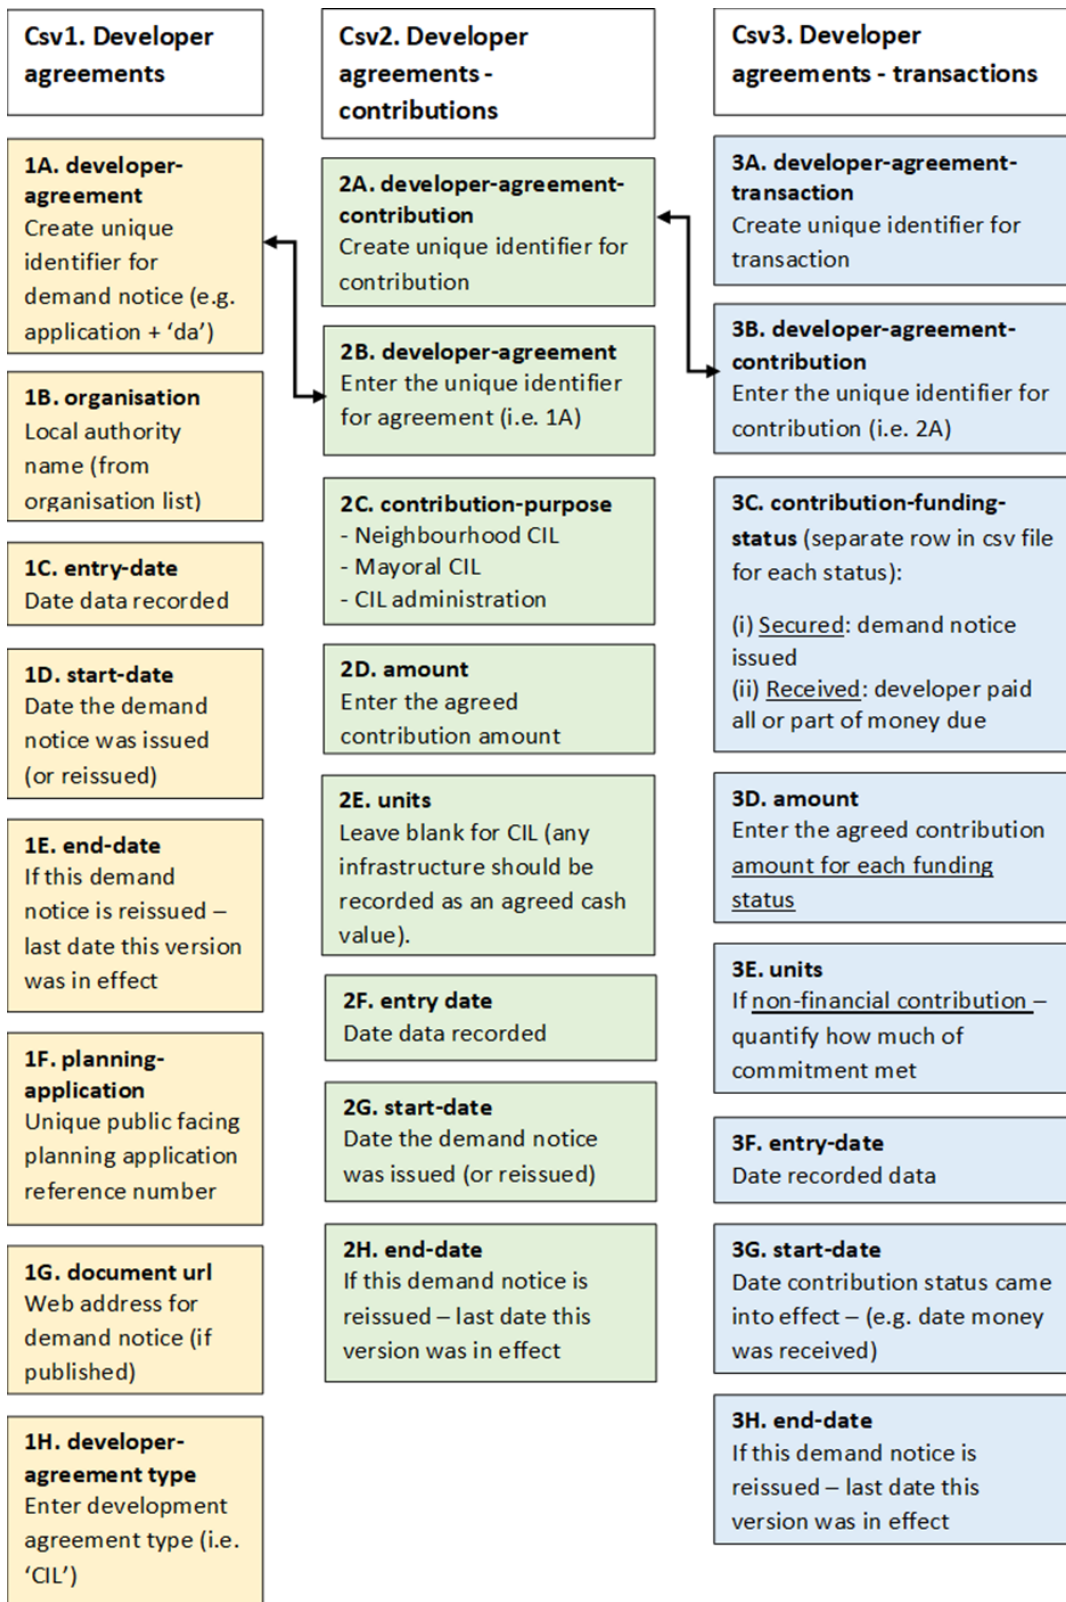 Csv1. Developer
agreements
1A. developer-
agreement
Create unique
identifier for
demand notice (e.g.
application + ‘da’)
1B. organisation
Local authority
name (from
organisation list)
1C. entry-date
Date data recorded
1D. start-date
Date the demand
notice was issued
(or reissued)
1E. end-date
If this demand
notice is reissued –
last date this version
was in effect
1F. planning-
application
Unique public facing
planning application
reference number
1G. document url
Web address for
demand notice (if
published)
1H. developer-
agreement type
Enter development
agreement type (i.e.
‘CIL’)
Csv2. Developer
agreements -
contributions
2A. developer-agreement-
contribution
Create unique identifier for
contribution
2B. developer-agreement
Enter the unique identifier
for agreement (i.e. 1A)
2C. contribution-purpose
- Neighbourhood CIL
- Mayoral CIL
- CIL administration
2D. amount
Enter the agreed
contribution amount
2E. units
Leave blank for CIL (any
infrastructure should be
recorded as an agreed cash
value).
2F. entry date
Date data recorded
2G. start-date
Date the demand notice
was issued (or reissued)
2H. end-date
If this demand notice is
reissued – last date this
version was in effect
Csv3. Developer
agreements - transactions
3A. developer-agreement-
transaction
Create unique identifier for
transaction
3B. developer-agreement-
contribution
Enter the unique identifier for
contribution (i.e. 2A)
3C. contribution-funding-
status (separate row in csv file
for each status):
(i) Secured: demand notice
issued
(ii) Received: developer paid
all or part of money due
3D. amount
Enter the agreed contribution
amount for each funding
status
3E. units
If non-financial contribution –
quantify how much of
commitment met
3F. entry-date
Date recorded data
3G. start-date
Date contribution status came
into effect – (e.g. date money
was received)
3H. end-date
If this demand notice is
reissued – last date this
version was in effect